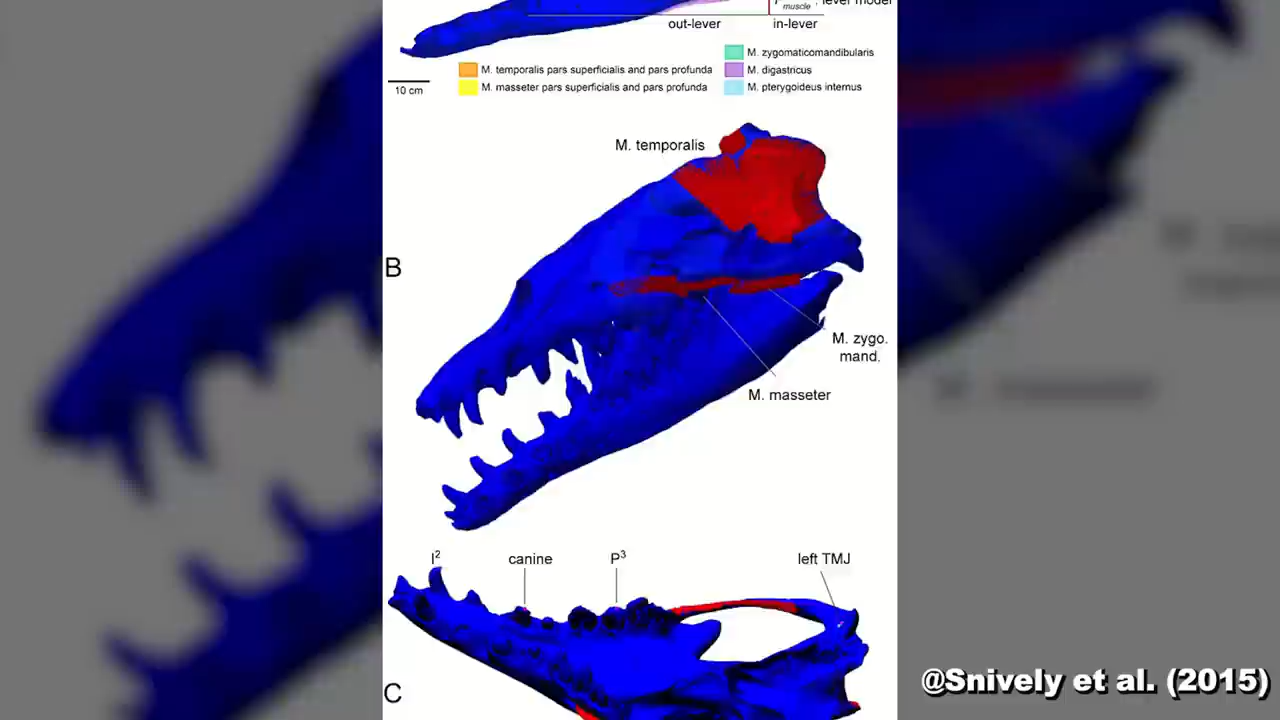 muscle, lever model
out-lever
in-lever
M. zygomaticomandibularis
M. temporalis pars superficialis and pars profunda
M. digastricus
M. masseter pars superficialis and pars profunda
M. pterygoideus internus
10 cm
M. temporalis
B
M. zygo.
mand.
M. masseter
I²
canine
P³
left TMJ
C
@Snively et al. (2015)